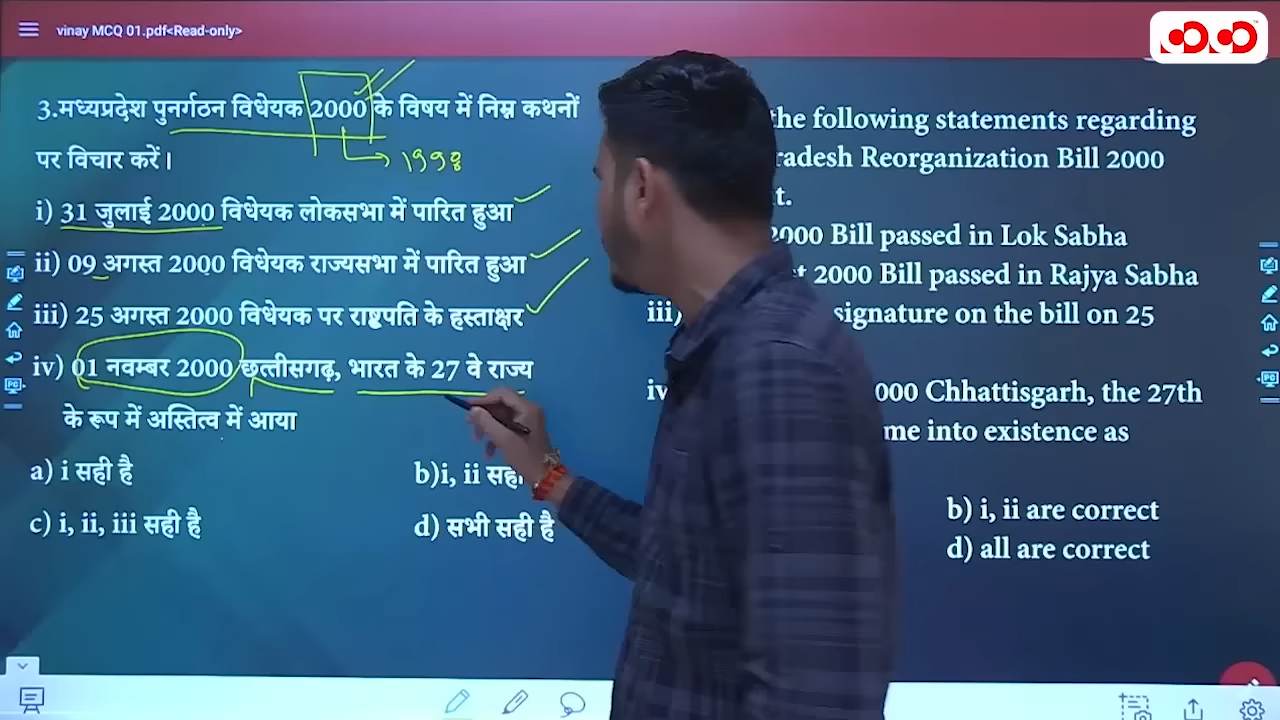 vinay MCQ 01.pdf<Read-only>
3.मध्यप्रदेश पुनर्गठन विधेयक 2000 के विषय में निम्न कथनों
पर विचार करें।
→ 1998
i) 31 जुलाई 2000 विधेयक लोकसभा में पारित हुआ
ii) 09 अगस्त 2000 विधेयक राज्यसभा में पारित हुआ
iii) 25 अगस्त 2000 विधेयक पर राष्ट्रपति के हस्ताक्षर
iv) 01 नवम्बर 2000 छत्तीसगढ़, भारत के 27 वे राज्य
के रूप में अस्तित्व में आया
a) i सही है
b)i, ii सही
c) i, ii, iii सही है
d) सभी सही है
the following statements regarding
radesh Reorganization Bill 2000
t.
2000 Bill passed in Lok Sabha
2000 Bill passed in Rajya Sabha
iii) signature on the bill on 25
iv 000 Chhattisgarh, the 27th
me into existence as
b) i, ii are correct
d) all are correct